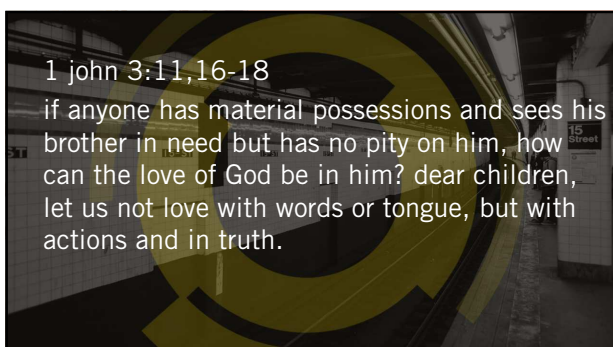 1 john 3:11,16-18
if anyone has material possessions and sees his
brother in need but has no pity on him, how
can the love of God be in him? dear children,
let us not love with words or tongue, but with
actions and in truth.
15
Street